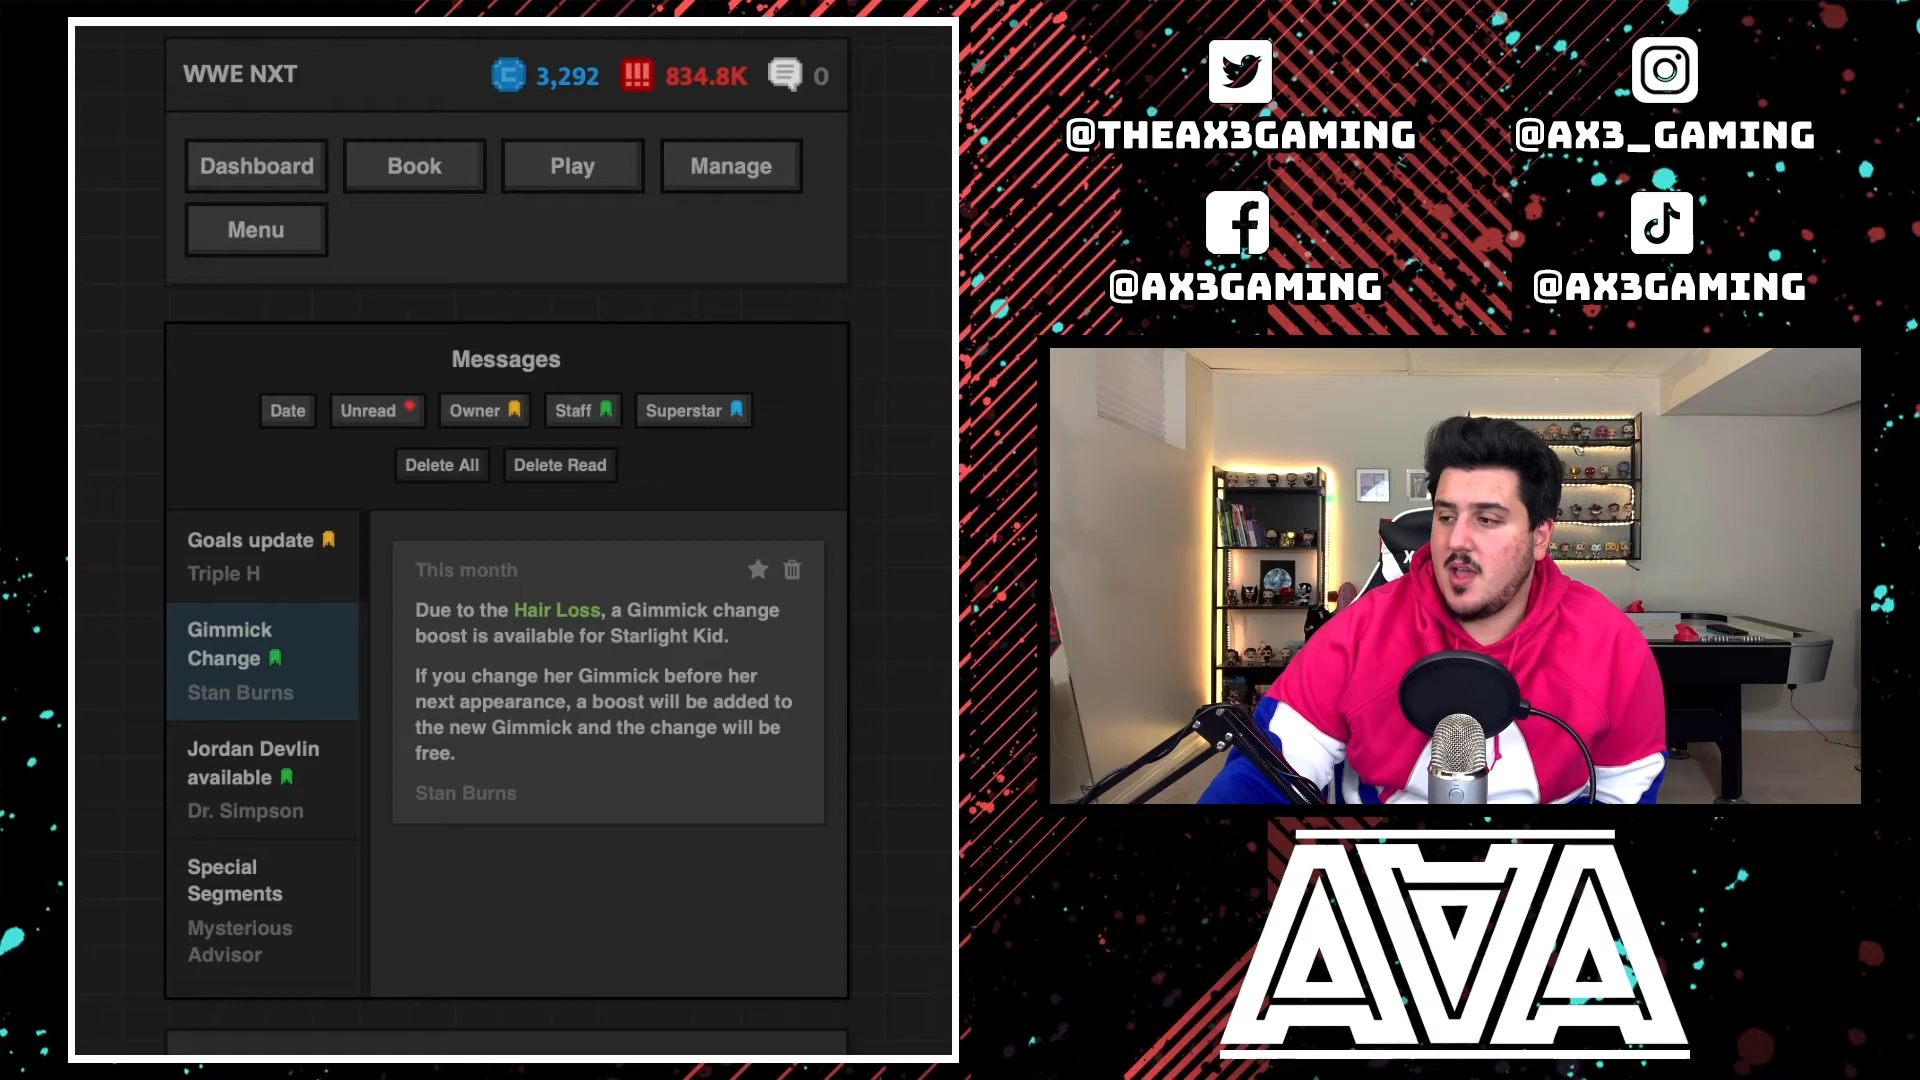 WWE NXT
3,292
834.8K
0
Dashboard
Book
Play
Manage
Menu
Messages
Date
Unread
Owner
Staff
Superstar
Delete All
Delete Read
Goals update
Triple H
Gimmick
Change
Stan Burns
Jordan Devlin
available
Dr. Simpson
Special
Segments
Mysterious
Advisor
This month
Due to the Hair Loss, a Gimmick change
boost is available for Starlight Kid.
If you change her Gimmick before her
next appearance, a boost will be added to
the new Gimmick and the change will be
free.
Stan Burns
@THEAX3GAMING
@AX3_GAMING
@AX3GAMING
@AX3GAMING